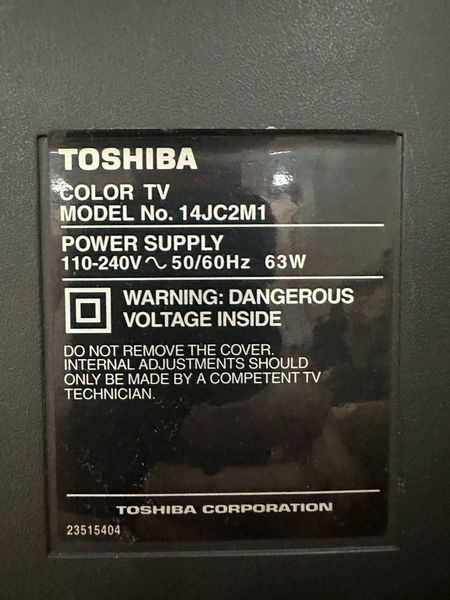 TOSHIBA
COLOR TV
MODEL No. 14JC2M1
POWER SUPPLY
110-240V ～ 50/60Hz 63W
WARNING: DANGEROUS
VOLTAGE INSIDE
DO NOT REMOVE THE COVER.
INTERNAL ADJUSTMENTS SHOULD
ONLY BE MADE BY A COMPETENT TV
TECHNICIAN.
TOSHIBA CORPORATION
23515404